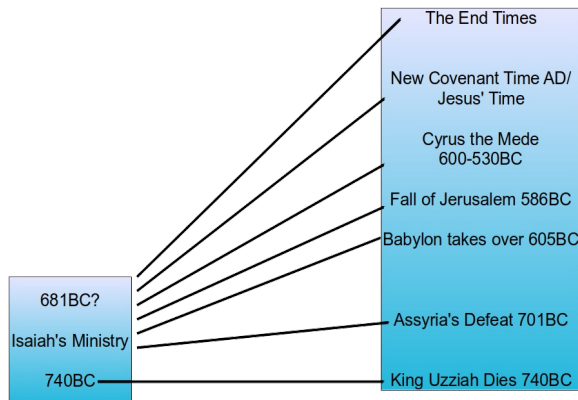 The End Times
New Covenant Time AD/
Jesus' Time
Cyrus the Mede
600-530BC
Fall of Jerusalem 586BC
Babylon takes over 605BC
Assyria's Defeat 701BC
King Uzziah Dies 740BC
681BC?
Isaiah's Ministry
740BC